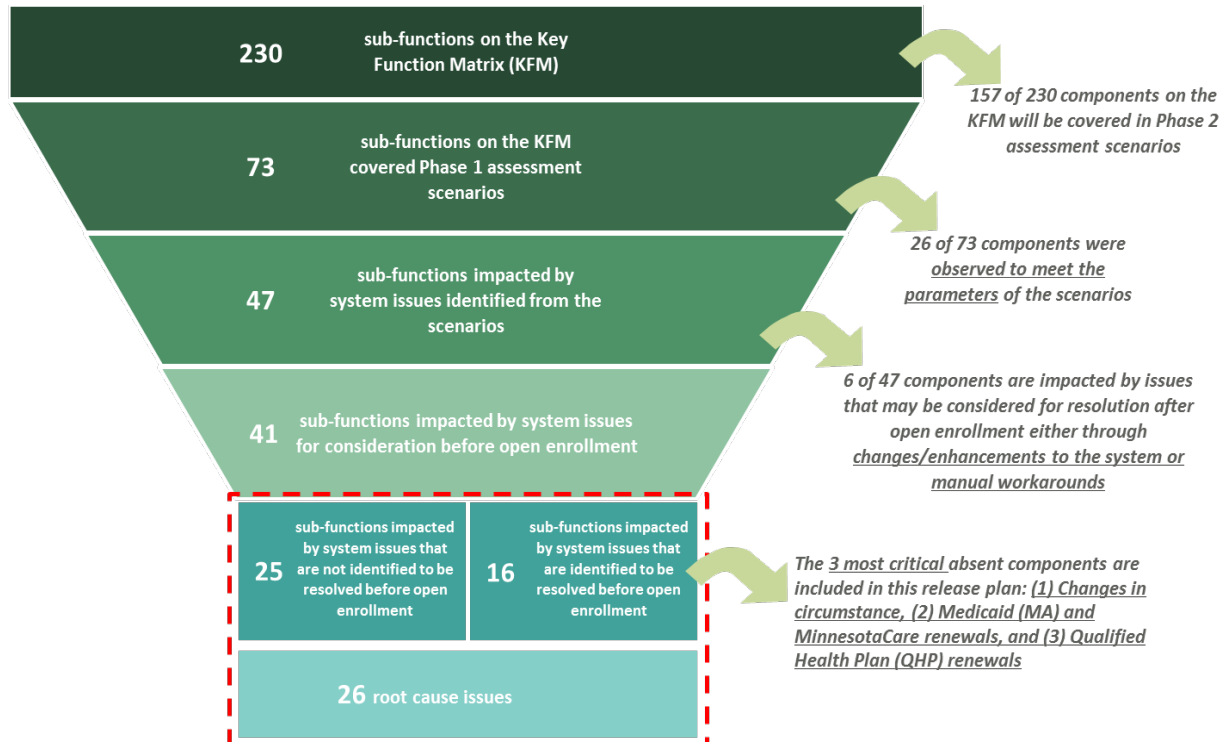 230
sub-functions on the Key
Function Matrix (KFM)
157 of 230 components on the
KFM will be covered in Phase 2
assessment scenarios
73
sub-functions on the KFM
covered Phase 1 assessment
scenarios
26 of 73 components were
observed to meet the
parameters of the scenarios
47
sub-functions impacted by
system issues identified from the
scenarios
6 of 47 components are impacted by issues
that may be considered for resolution after
open enrollment either through
changes/enhancements to the system or
manual workarounds
41
sub-functions impacted by system issues
for consideration before open enrollment
25
sub-functions impacted
by system issues that
are not identified to be
resolved before open
enrollment
16
sub-functions impacted
by system issues that
are identified to be
resolved before open
enrollment
The 3 most critical absent components are
included in this release plan: (1) Changes in
circumstance, (2) Medicaid (MA) and
MinnesotaCare renewals, and (3) Qualified
Health Plan (QHP) renewals
26 root cause issues